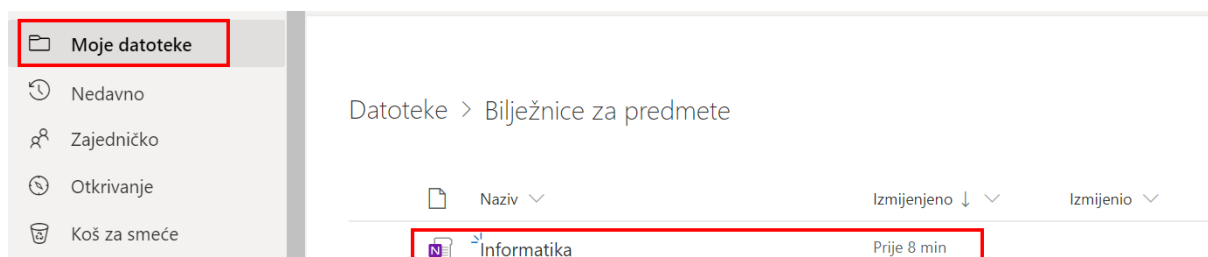 Moje datoteke
Nedavno
Zajedničko
Otkrivanje
Koš za smeće
Datoteke > Bilježnice za predmete
Naziv Izmijenjeno ↓ Izmijenio
N Informatika Prije 8 min